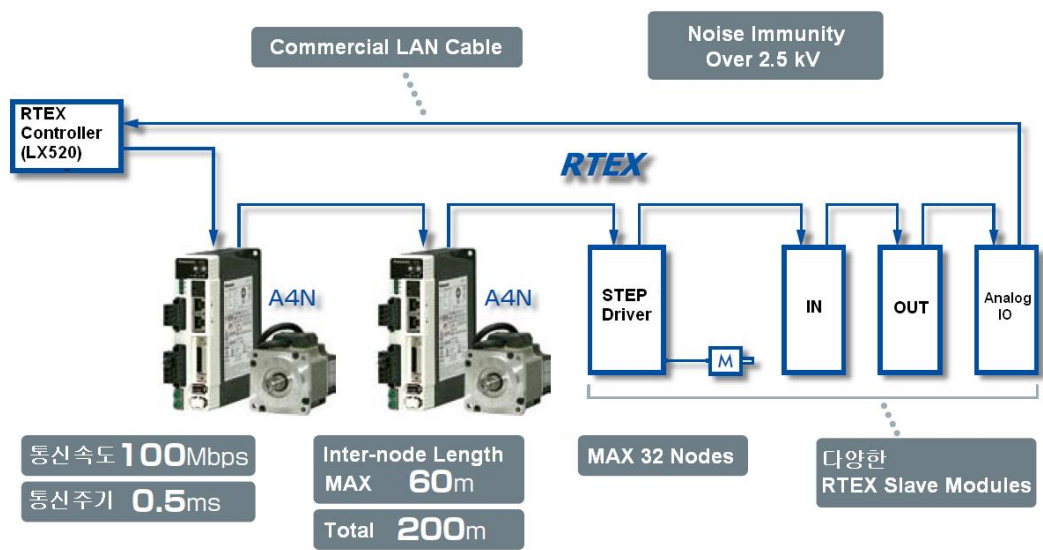 Commercial LAN Cable
Noise Immunity
Over 2.5 kV
RTEX
Controller
(LX520)
RTEX
A4N
A4N
STEP
Driver
M
IN
OUT
Analog
IO
통신속도 100Mbps
통신주기 0.5ms
Inter-node Length
MAX 60m
Total 200m
MAX 32 Nodes
다양한
RTEX Slave Modules